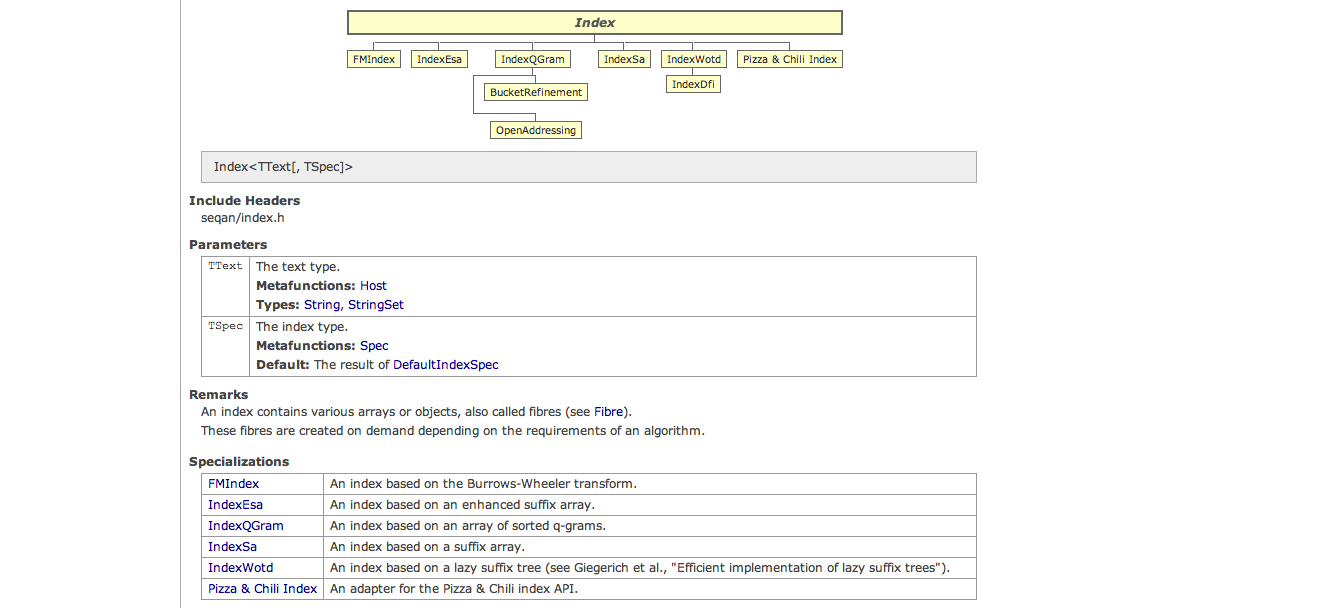 Index
FMIndex IndexEsa IndexQGram IndexSa IndexWotd Pizza & Chili Index
IndexDfi
BucketRefinement
OpenAddressing
Index<TText[, TSpec]>
Include Headers
seqan/index.h
Parameters
TText The text type.
Metafunctions: Host
Types: String, StringSet
TSpec The index type.
Metafunctions: Spec
Default: The result of DefaultIndexSpec
Remarks
An index contains various arrays or objects, also called fibres (see Fibre).
These fibres are created on demand depending on the requirements of an algorithm.
Specializations
FMIndex An index based on the Burrows-Wheeler transform.
IndexEsa An index based on an enhanced suffix array.
IndexQGram An index based on an array of sorted q-grams.
IndexSa An index based on a suffix array.
IndexWotd An index based on a lazy suffix tree (see Giegerich et al., "Efficient implementation of lazy suffix trees").
Pizza & Chili Index An adapter for the Pizza & Chili index API.